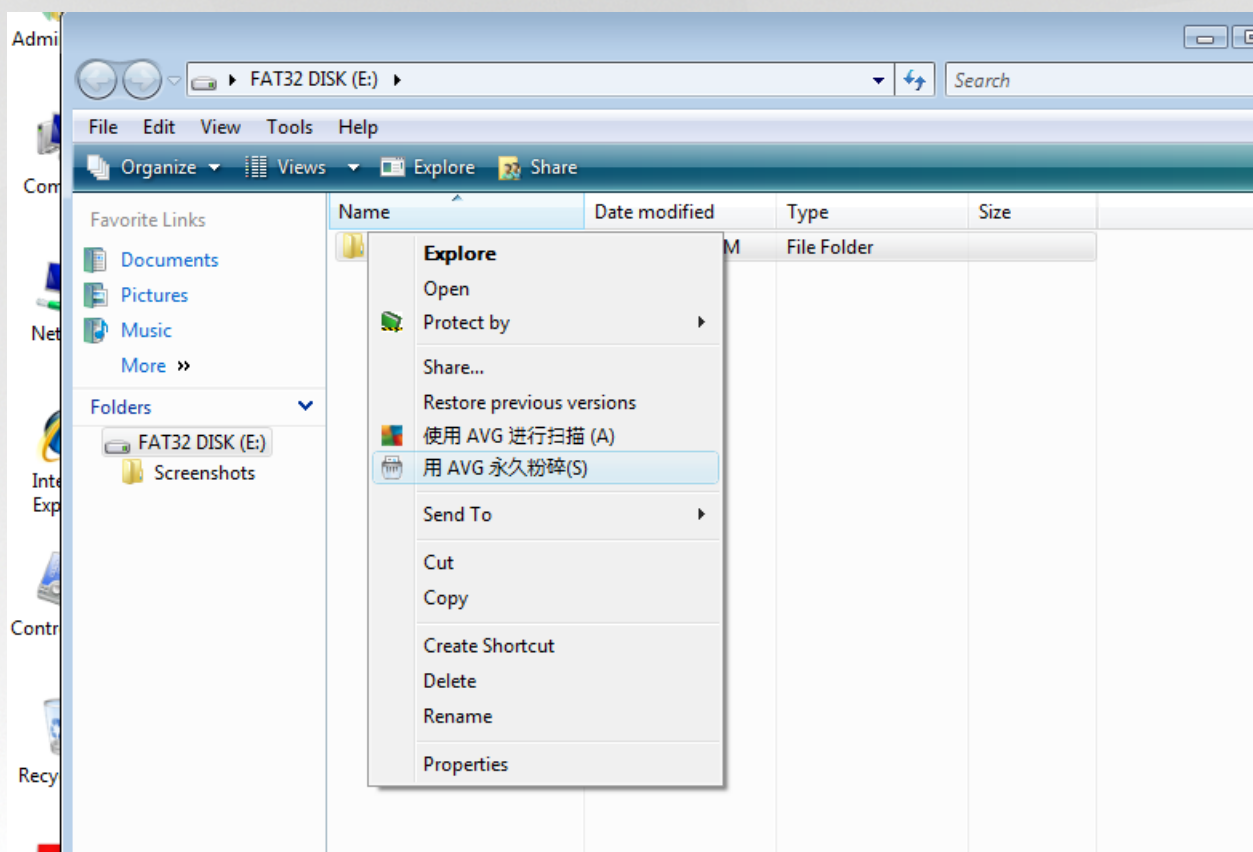 Admi
FAT32 DISK (E:)
Search
File Edit View Tools Help
Organize Views Explore Share
Com
Favorite Links
Name Date modified Type Size
M File Folder
Documents
Pictures
Music
More »
Net
Folders
FAT32 DISK (E:)
Screenshots
Inte
Exp
Contr
Recy
Explore
Open
Protect by
Share...
Restore previous versions
使用 AVG 进行扫描 (A)
用 AVG 永久粉碎(S)
Send To
Cut
Copy
Create Shortcut
Delete
Rename
Properties